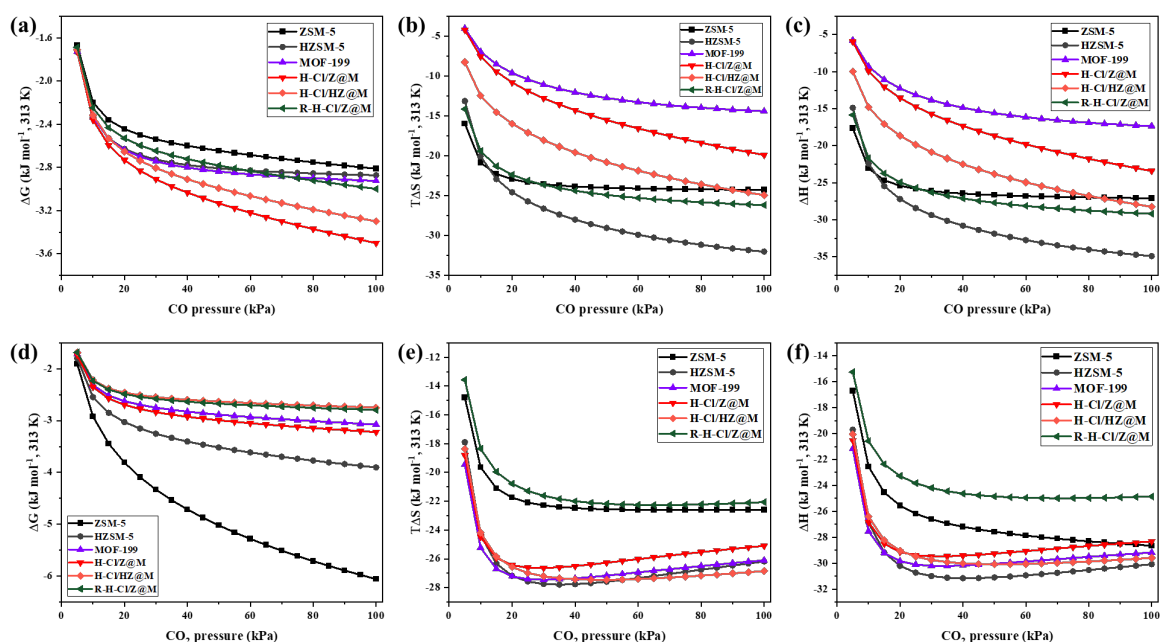 (a)
ΔG (kJ mol⁻¹, 313 K)
-1.6
-2.0
-2.4
-2.8
-3.2
-3.6
0 20 40 60 80 100
CO pressure (kPa)
ZSM-5
HZSM-5
MOF-199
H-Cl/Z@M
H-Cl/HZ@M
R-H-Cl/Z@M
(b)
TΔS (kJ mol⁻¹, 313 K)
-5
-10
-15
-20
-25
-30
-35
0 20 40 60 80 100
CO pressure (kPa)
ZSM-5
HZSM-5
MOF-199
H-Cl/Z@M
H-Cl/HZ@M
R-H-Cl/Z@M
(c)
ΔH (kJ mol⁻¹, 313 K)
-5
-10
-15
-20
-25
-30
-35
0 20 40 60 80 100
CO pressure (kPa)
ZSM-5
HZSM-5
MOF-199
H-Cl/Z@M
H-Cl/HZ@M
R-H-Cl/Z@M
(d)
ΔG (kJ mol⁻¹, 313 K)
-1
-2
-3
-4
-5
-6
0 20 40 60 80 100
CO₂ pressure (kPa)
ZSM-5
HZSM-5
MOF-199
H-Cl/Z@M
H-Cl/HZ@M
R-H-Cl/Z@M
(e)
TΔS (kJ mol⁻¹, 313 K)
-12
-14
-16
-18
-20
-22
-24
-26
-28
0 20 40 60 80 100
CO₂ pressure (kPa)
ZSM-5
HZSM-5
MOF-199
H-Cl/Z@M
H-Cl/HZ@M
R-H-Cl/Z@M
(f)
ΔH (kJ mol⁻¹, 313 K)
-14
-16
-18
-20
-22
-24
-26
-28
-30
-32
0 20 40 60 80 100
CO₂ pressure (kPa)
ZSM-5
HZSM-5
MOF-199
H-Cl/Z@M
H-Cl/HZ@M
R-H-Cl/Z@M